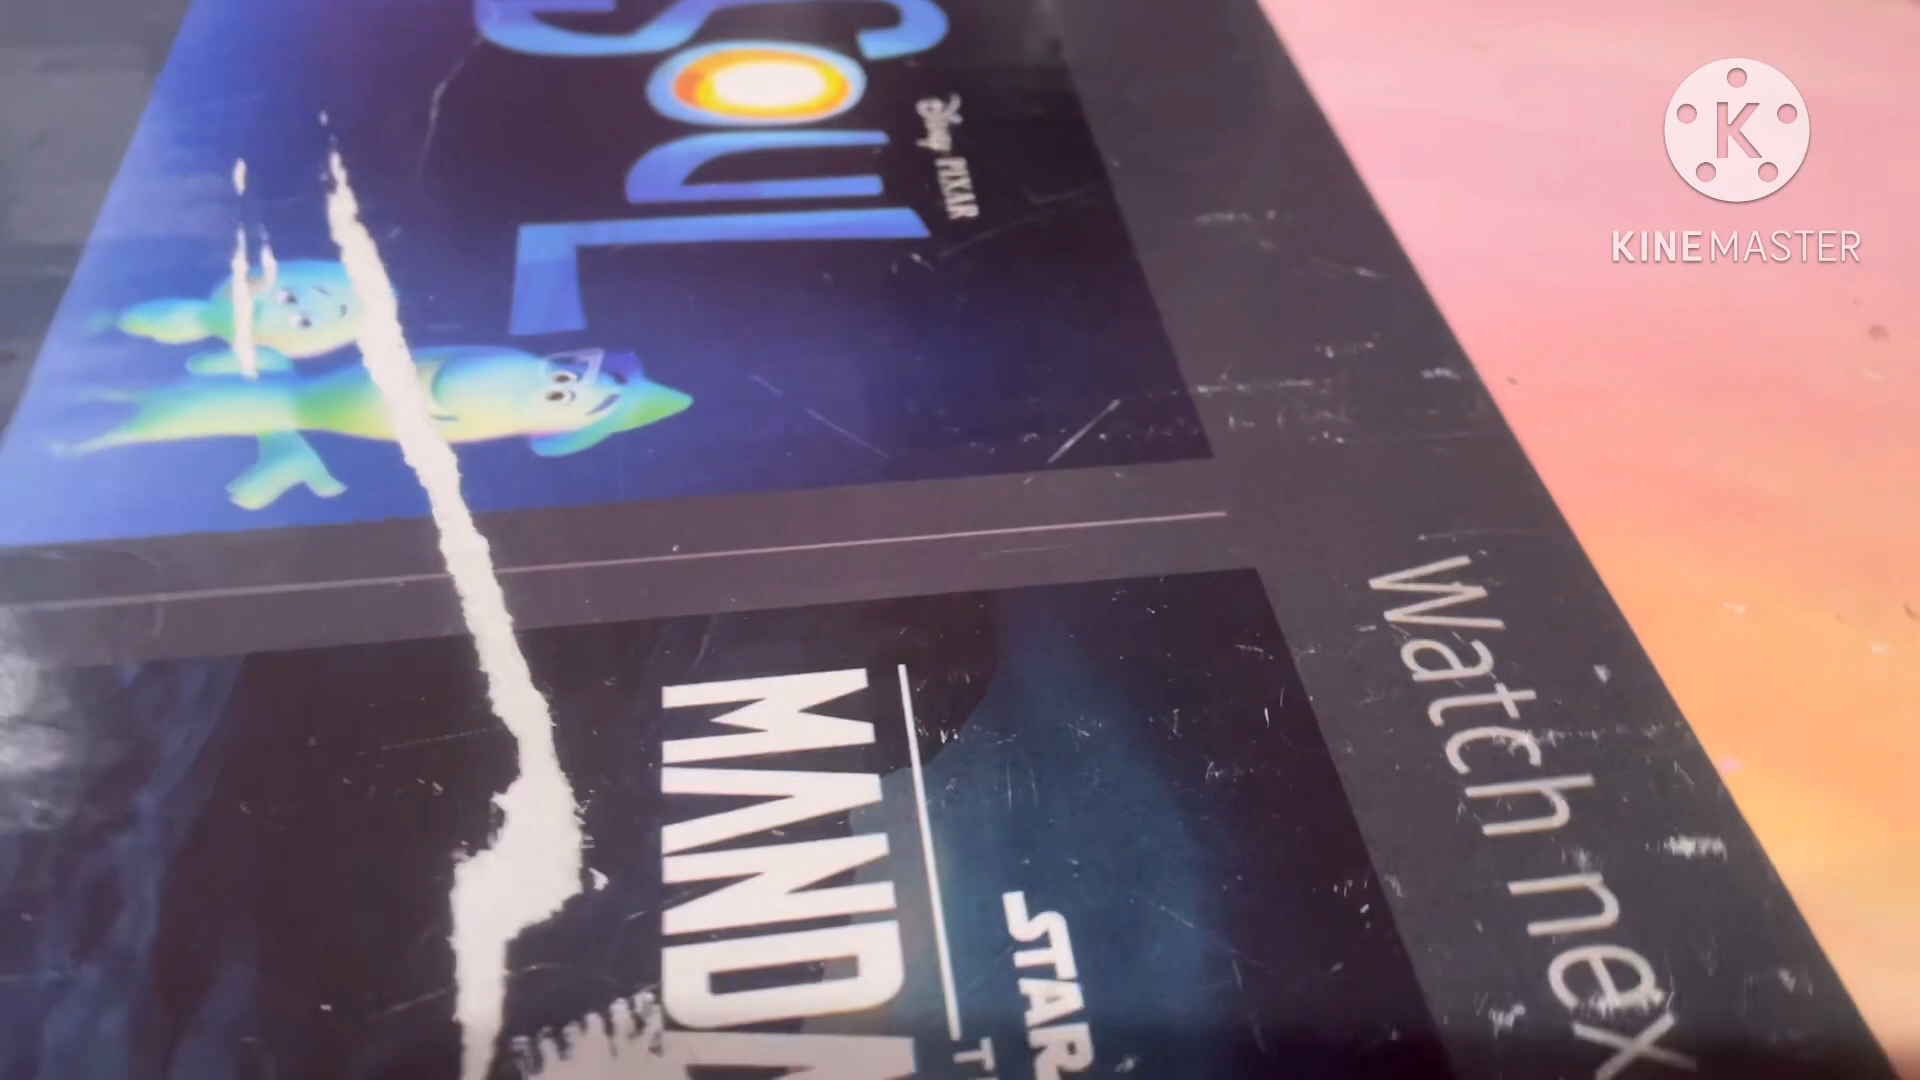 SOUL
Disney PIXAR
K
KINEMASTER
Watch nex
STAR
T
MANDA